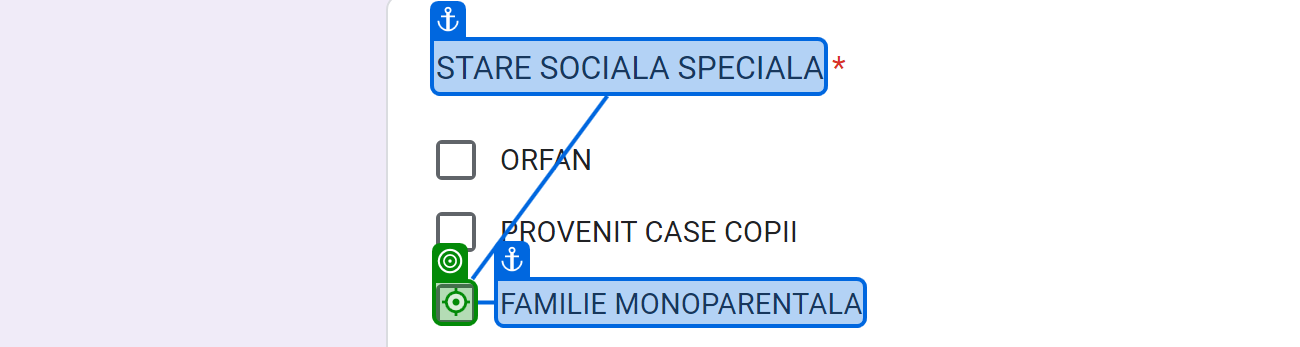 STARE SOCIALA SPECIALA *
ORFAN
PROVENIT CASE COPII
FAMILIE MONOPARENTALA